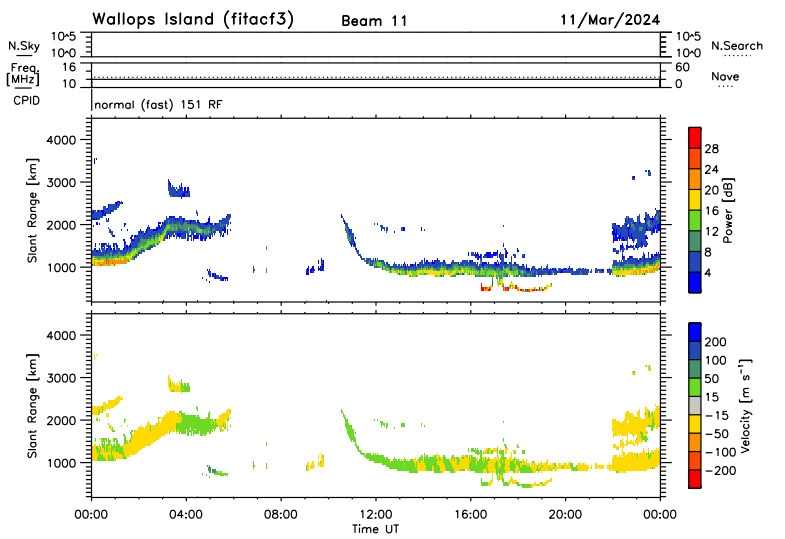 Wallops Island (fitacf3) Beam 11 11/Mar/2024
N.Sky 10^5 10^5 N.Search
10^0 10^0
Freq. 16 60
[MHz] 10 0 Nave
CPID normal (fast) 151 RF
Slant Range [km]
4000
3000
2000
1000
28
24
20
16
12
8
4
Power [dB]
Slant Range [km]
4000
3000
2000
1000
200
100
50
15
-15
-50
-100
-200
Velocity [m s⁻¹]
00:00 04:00 08:00 12:00 16:00 20:00 00:00
Time UT